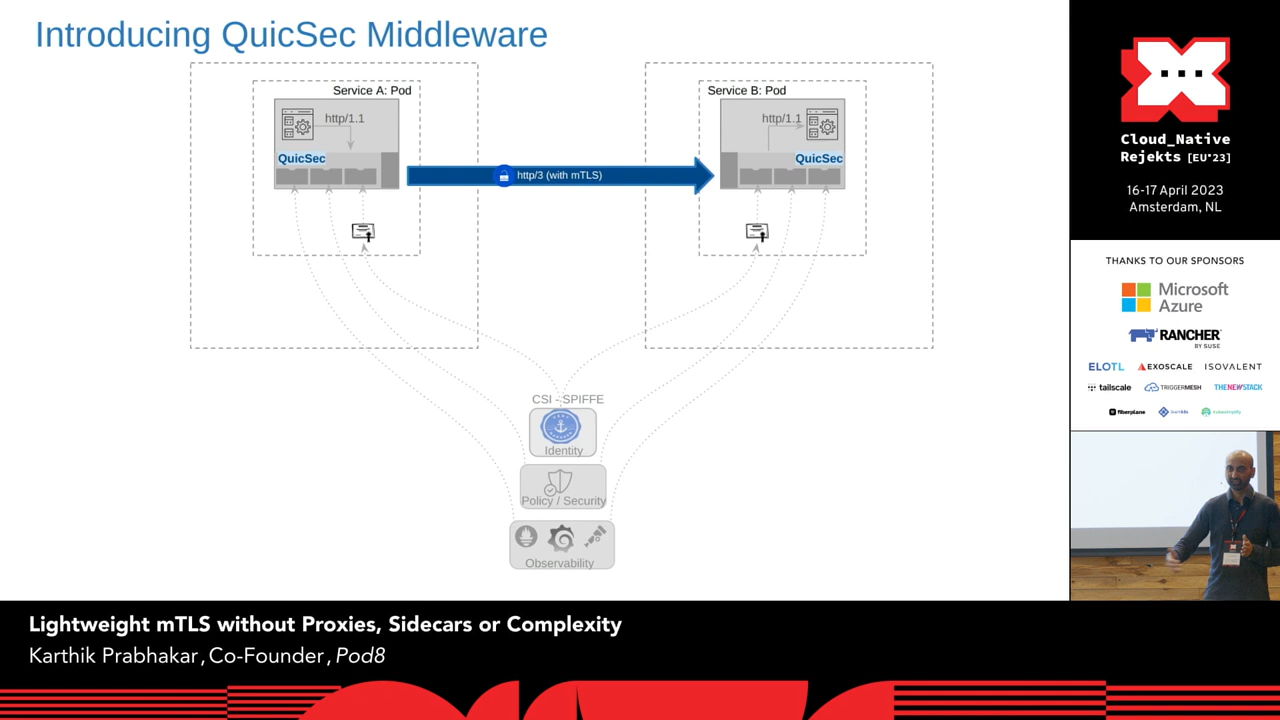 Introducing QuicSec Middleware
Service A: Pod
http/1.1
QuicSec
http/3 (with mTLS)
Service B: Pod
http/1.1
QuicSec
CSI - SPIFFE
Identity
Policy / Security
Observability
Cloud_Native
Rejekts [EU*23]
16-17 April 2023
Amsterdam, NL
THANKS TO OUR SPONSORS
Microsoft
Azure
RANCHER
BY SUSE
ELOTL EXOSCALE ISOVALENT
tailscale TRIGGERMESH THENEWSTACK
fiberplane
Lightweight mTLS without Proxies, Sidecars or Complexity
Karthik Prabhakar, Co-Founder, Pod8